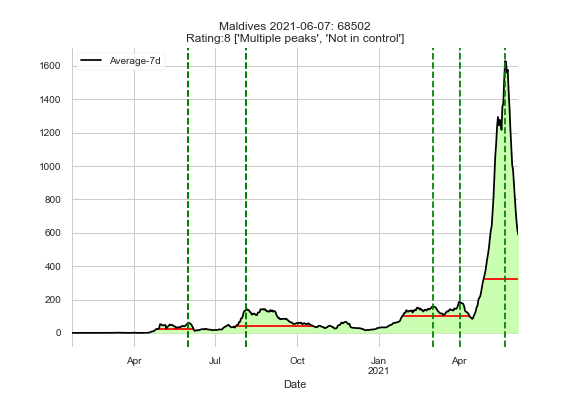 Maldives 2021-06-07: 68502
Rating:8 ['Multiple peaks', 'Not in control']
Average-7d
1600
1400
1200
1000
800
600
400
200
0
Apr Jul Oct Jan Apr
2021
Date